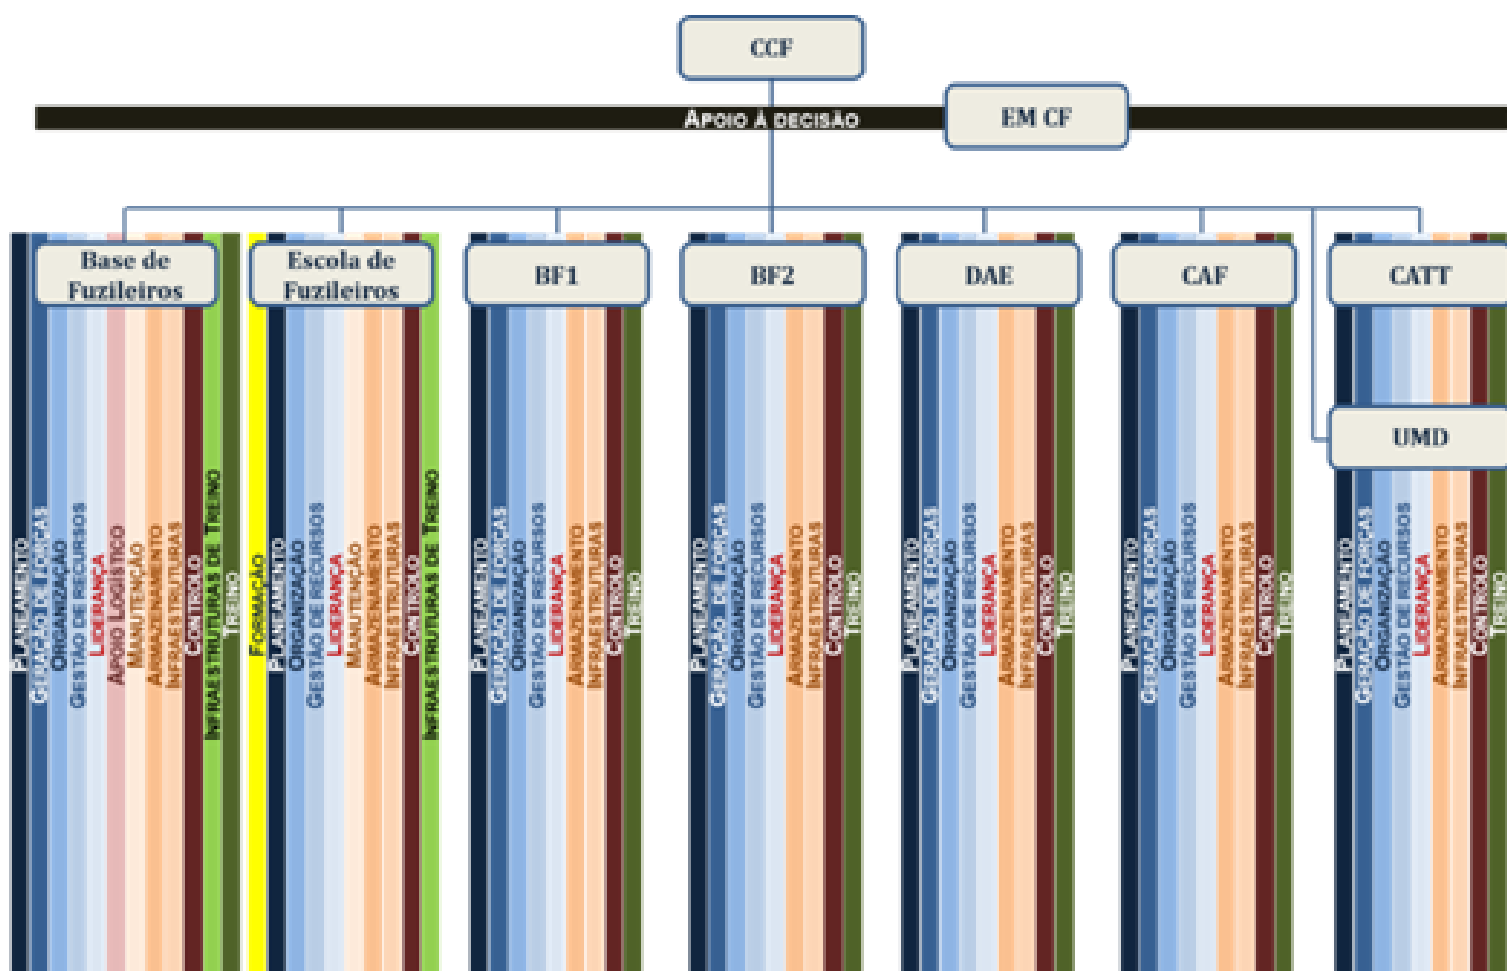 CCF
APOIO À DECISÃO
EM CF
Base de
Fuzileiros
Escola de
Fuzileiros
BF1
BF2
DAE
CAF
CATT
UMD
PLANEAMENTO
GERAÇÃO DE FORÇAS
ORGANIZAÇÃO
GESTÃO DE RECURSOS
LIDERANÇA
APOIO LOGÍSTICO
MANUTENÇÃO
ARMAZENAMENTO
INFRAESTRUTURAS
CONTROLO
INFRAESTRUTURAS DE TREINO
TREINO
FORMAÇÃO
PLANEAMENTO
ORGANIZAÇÃO
GESTÃO DE RECURSOS
LIDERANÇA
MANUTENÇÃO
ARMAZENAMENTO
INFRAESTRUTURAS
CONTROLO
INFRAESTRUTURAS DE TREINO
PLANEAMENTO
GERAÇÃO DE FORÇAS
ORGANIZAÇÃO
GESTÃO DE RECURSOS
LIDERANÇA
ARMAZENAMENTO
INFRAESTRUTURAS
CONTROLO
TREINO
PLANEAMENTO
GERAÇÃO DE FORÇAS
ORGANIZAÇÃO
GESTÃO DE RECURSOS
LIDERANÇA
ARMAZENAMENTO
INFRAESTRUTURAS
CONTROLO
TREINO
PLANEAMENTO
GERAÇÃO DE FORÇAS
ORGANIZAÇÃO
GESTÃO DE RECURSOS
LIDERANÇA
ARMAZENAMENTO
INFRAESTRUTURAS
CONTROLO
TREINO
PLANEAMENTO
GERAÇÃO DE FORÇAS
ORGANIZAÇÃO
GESTÃO DE RECURSOS
LIDERANÇA
ARMAZENAMENTO
INFRAESTRUTURAS
CONTROLO
TREINO
PLANEAMENTO
GERAÇÃO DE FORÇAS
ORGANIZAÇÃO
GESTÃO DE RECURSOS
LIDERANÇA
ARMAZENAMENTO
INFRAESTRUTURAS
CONTROLO
TREINO